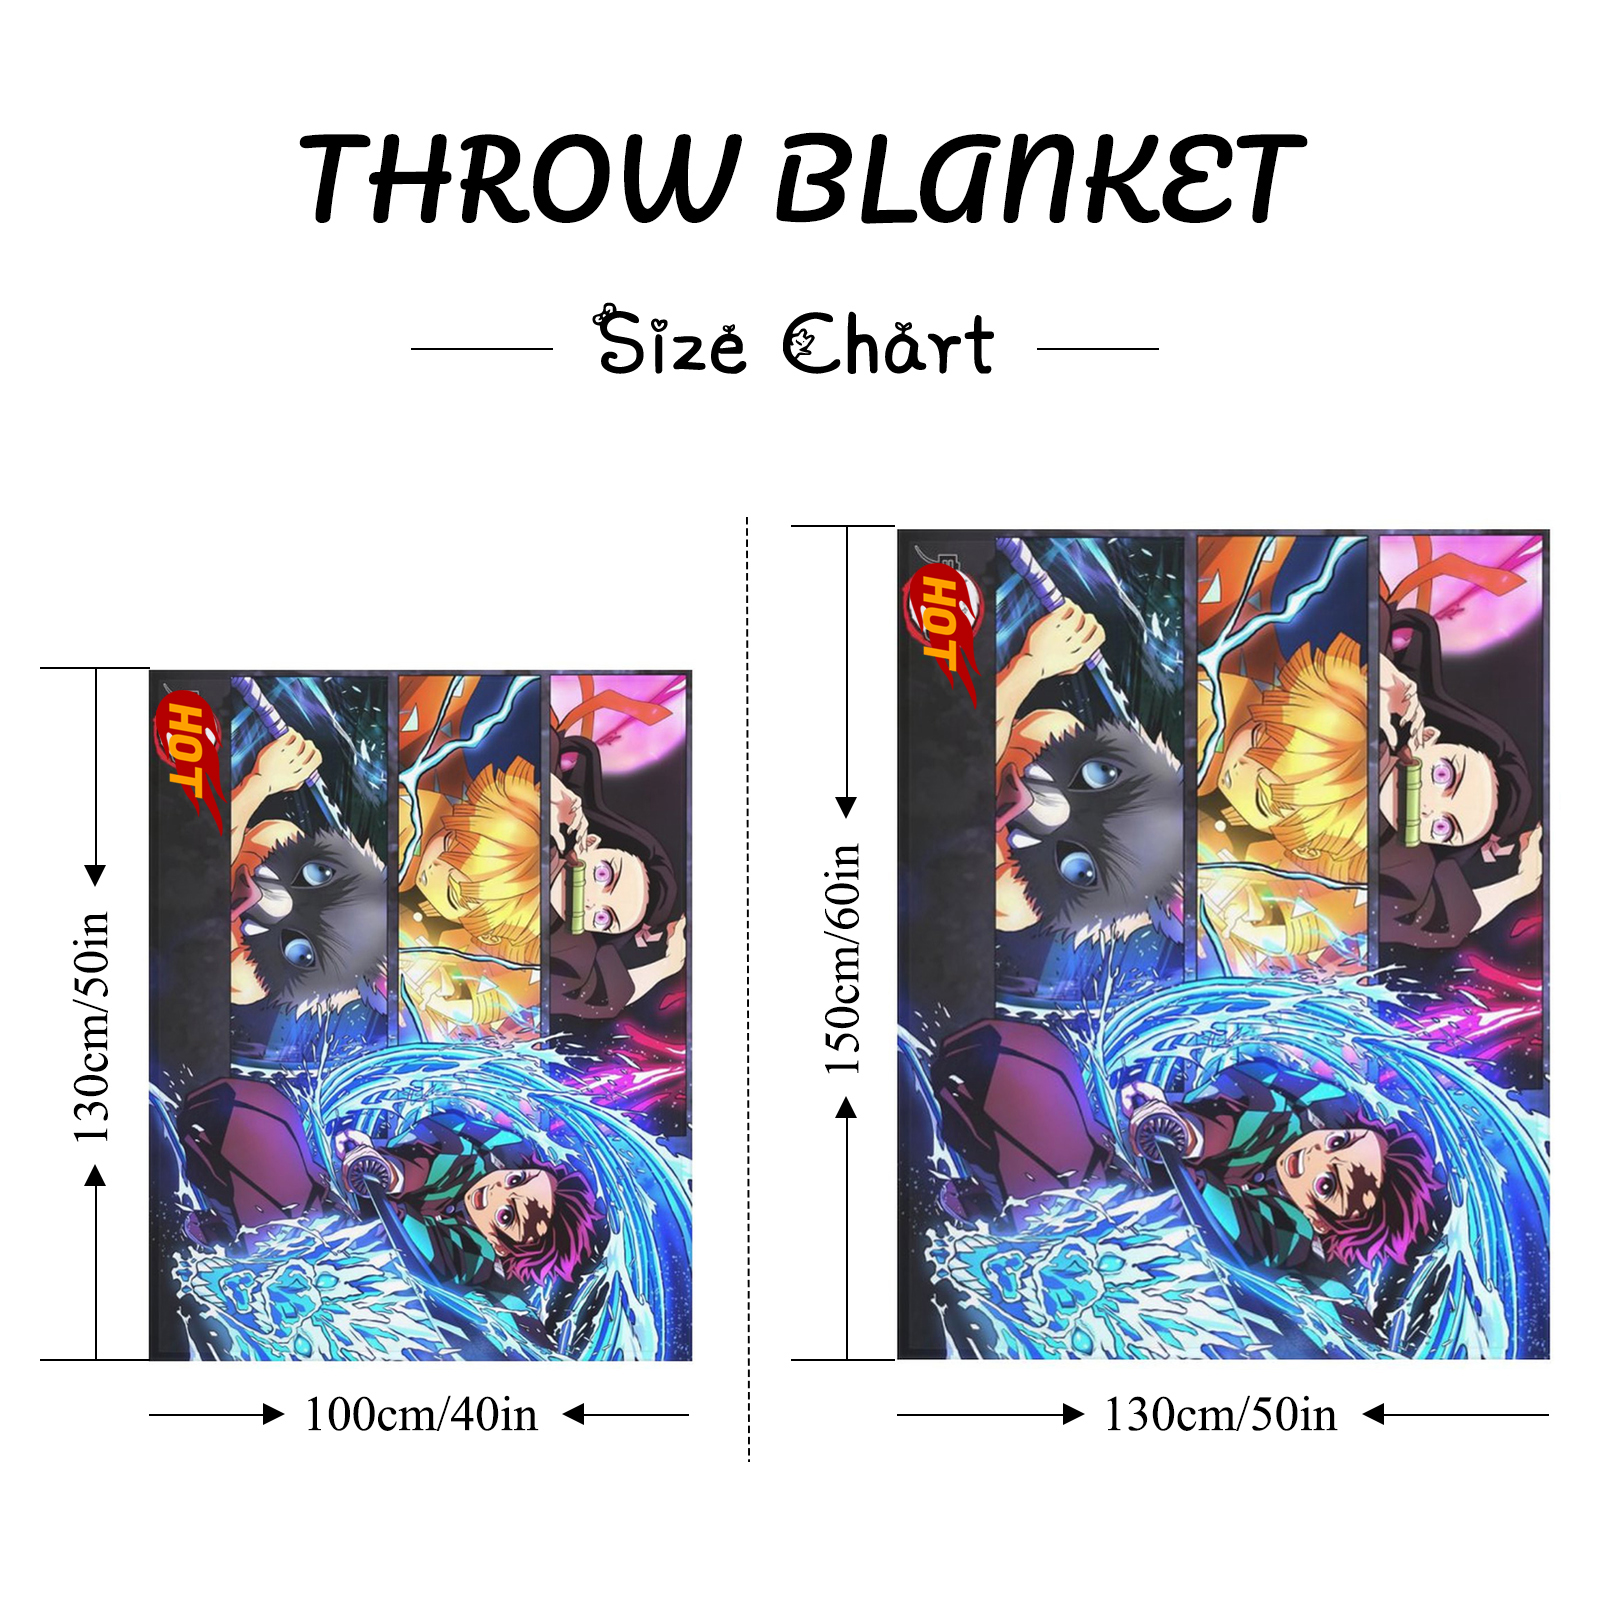 THROW BLANKET
Size Chart
HOT
130cm/50in
100cm/40in
HOT
150cm/60in
130cm/50in